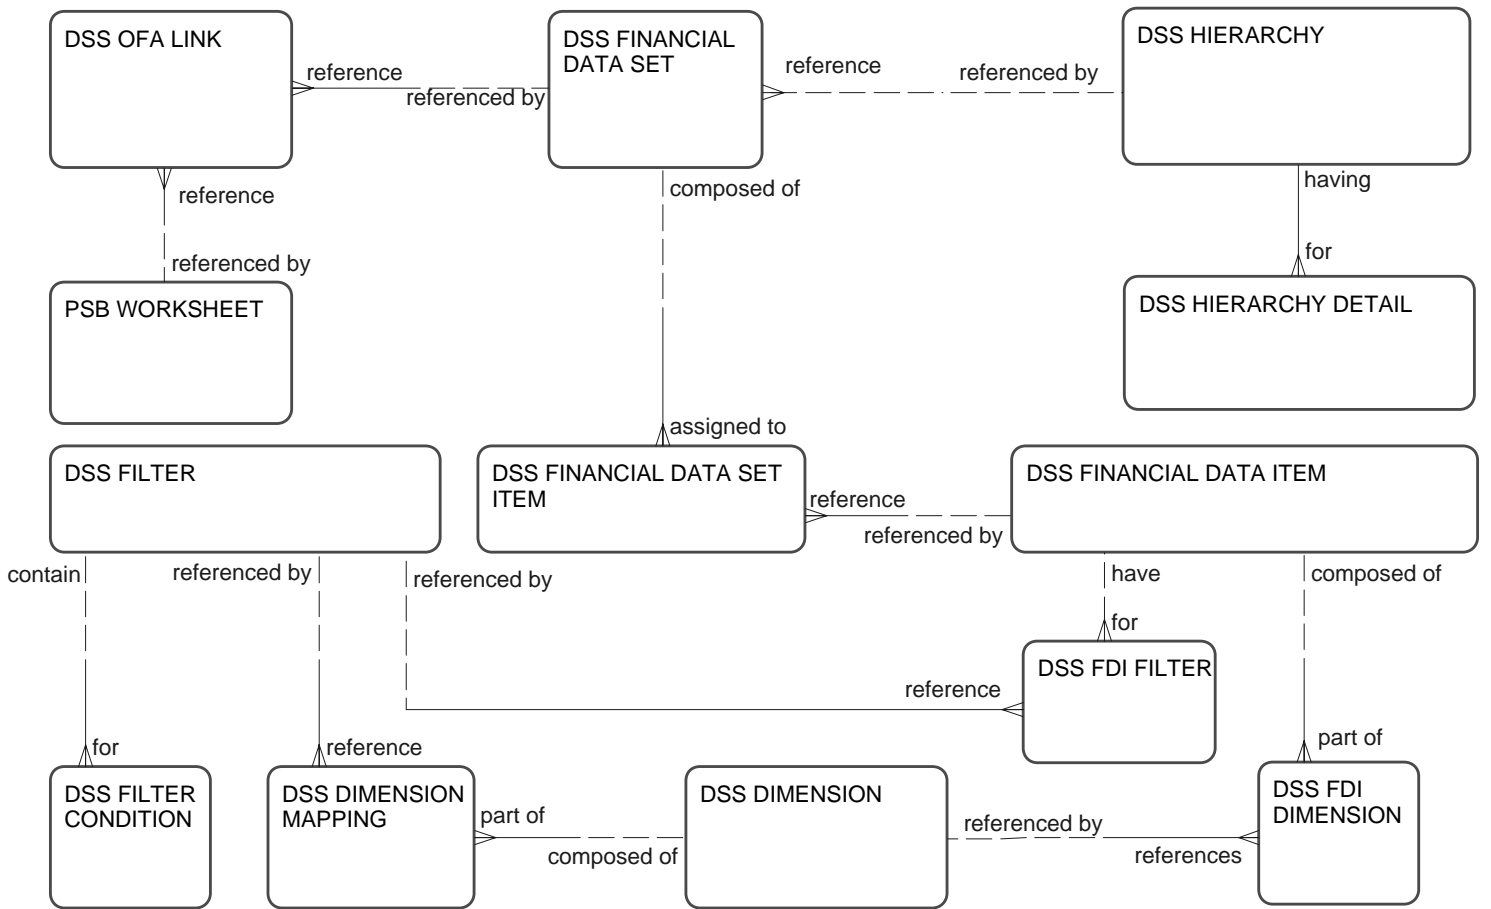 DSS OFA LINK
DSS FINANCIAL
DATA SET
DSS HIERARCHY
reference
referenced by
reference
referenced by
reference
referenced by
composed of
having
for
PSB WORKSHEET
DSS HIERARCHY DETAIL
assigned to
DSS FILTER
DSS FINANCIAL DATA SET
ITEM
DSS FINANCIAL DATA ITEM
reference
referenced by
contain
referenced by
referenced by
have
composed of
for
DSS FDI FILTER
reference
for
reference
part of
DSS FILTER
CONDITION
DSS DIMENSION
MAPPING
part of
composed of
DSS DIMENSION
referenced by
references
DSS FDI
DIMENSION